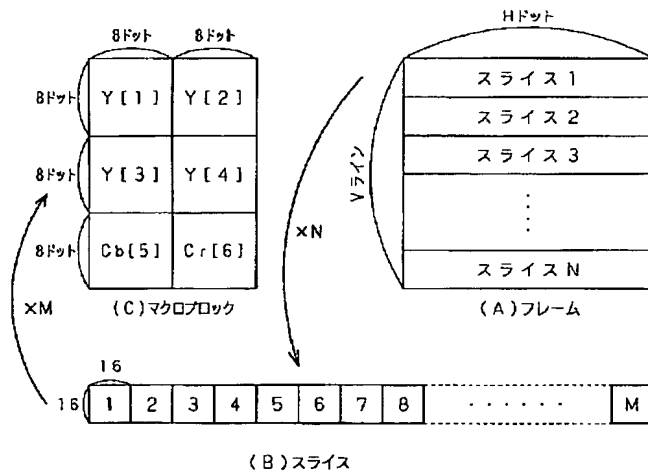 8ドット 8ドット
8ドット Y[1] Y[2]
8ドット Y[3] Y[4]
8ドット Cb[5] Cr[6]
(C)マクロブロック
×M
×N
Hドット
Vライン
スライス1
スライス2
スライス3
スライスN
(A)フレーム
16
16 1 2 3 4 5 6 7 8 ······ M
(B)スライス